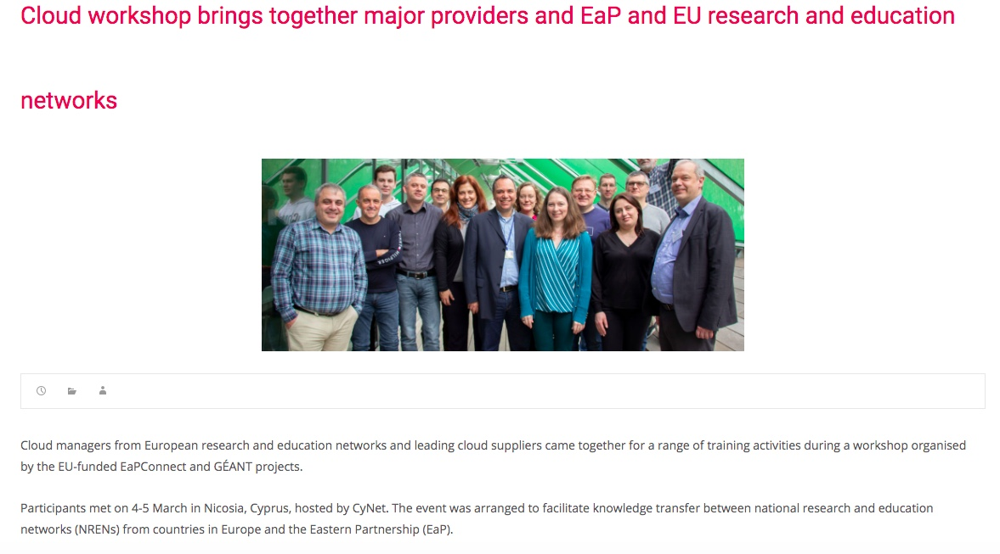 Cloud workshop brings together major providers and EaP and EU research and education
networks
Cloud managers from European research and education networks and leading cloud suppliers came together for a range of training activities during a workshop organised
by the EU-funded EaPConnect and GÉANT projects.
Participants met on 4-5 March in Nicosia, Cyprus, hosted by CyNet. The event was arranged to facilitate knowledge transfer between national research and education
networks (NRENs) from countries in Europe and the Eastern Partnership (EaP).